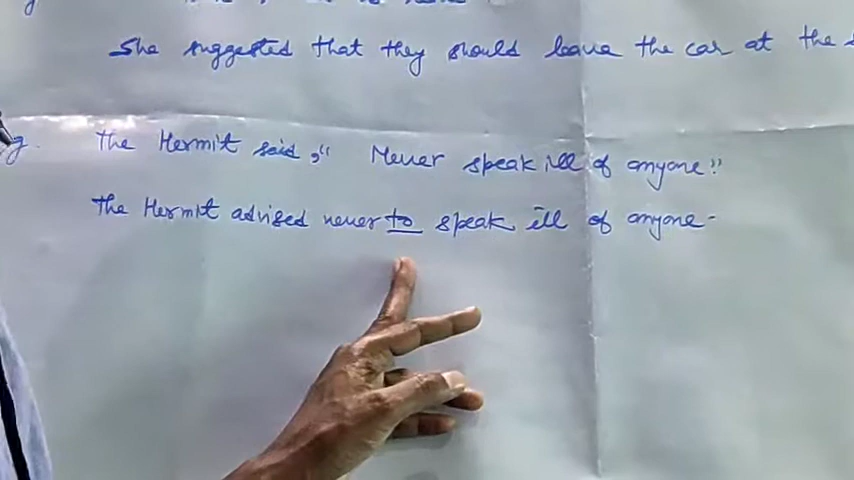 She suggested that they should leave the car at the
g. The Hermit said," Never speak ill of anyone".
The Hermit advised never to speak ill of anyone.